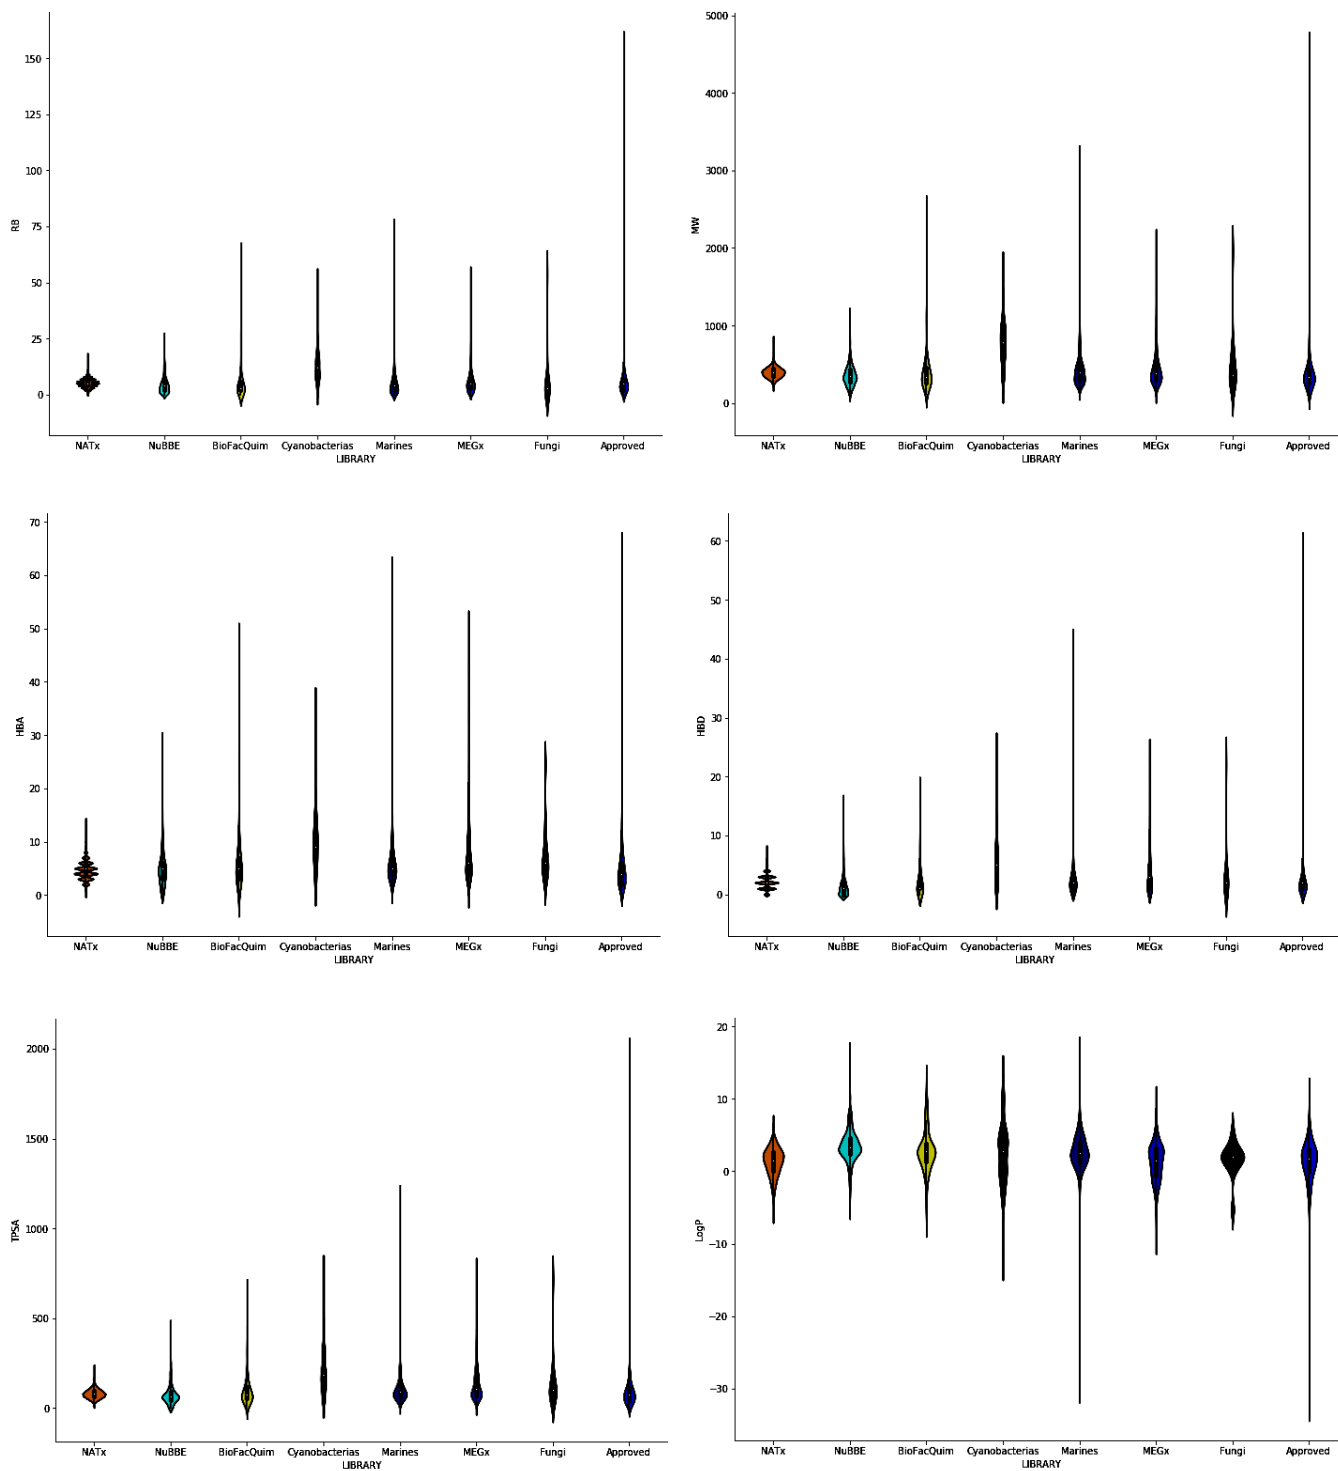 150
125
100
75
50
25
0
RB
NATx NuBBE BioFacQuim Cyanobacterias Marines MEGx Fungi Approved
LIBRARY
5000
4000
3000
2000
1000
0
MW
NATx NuBBE BioFacQuim Cyanobacterias Marines MEGx Fungi Approved
LIBRARY
70
60
50
40
30
20
10
0
HBA
NATx NuBBE BioFacQuim Cyanobacterias Marines MEGx Fungi Approved
LIBRARY
60
50
40
30
20
10
0
HBD
NATx NuBBE BioFacQuim Cyanobacterias Marines MEGx Fungi Approved
LIBRARY
2000
1500
1000
500
0
TPSA
NATx NuBBE BioFacQuim Cyanobacterias Marines MEGx Fungi Approved
LIBRARY
20
10
0
−10
−20
−30
LogP
NATx NuBBE BioFacQuim Cyanobacterias Marines MEGx Fungi Approved
LIBRARY